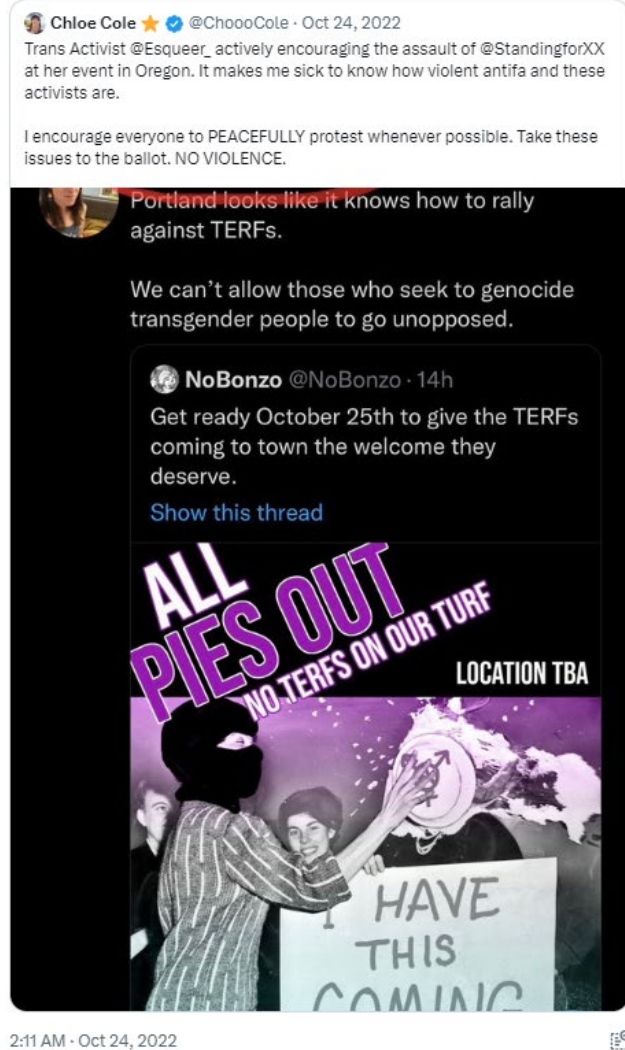 Chloe Cole @ChoooCole · Oct 24, 2022
Trans Activist @Esqueer_ actively encouraging the assault of @StandingforXX
at her event in Oregon. It makes me sick to know how violent antifa and these
activists are.
I encourage everyone to PEACEFULLY protest whenever possible. Take these
issues to the ballot. NO VIOLENCE.
Portland looks like it knows how to rally
against TERFs.
We can’t allow those who seek to genocide
transgender people to go unopposed.
NoBonzo @NoBonzo · 14h
Get ready October 25th to give the TERFs
coming to town the welcome they
deserve.
Show this thread
ALL
PIES OUT
NO TERFS ON OUR TURF
LOCATION TBA
I HAVE
THIS
COMING
2:11 AM · Oct 24, 2022